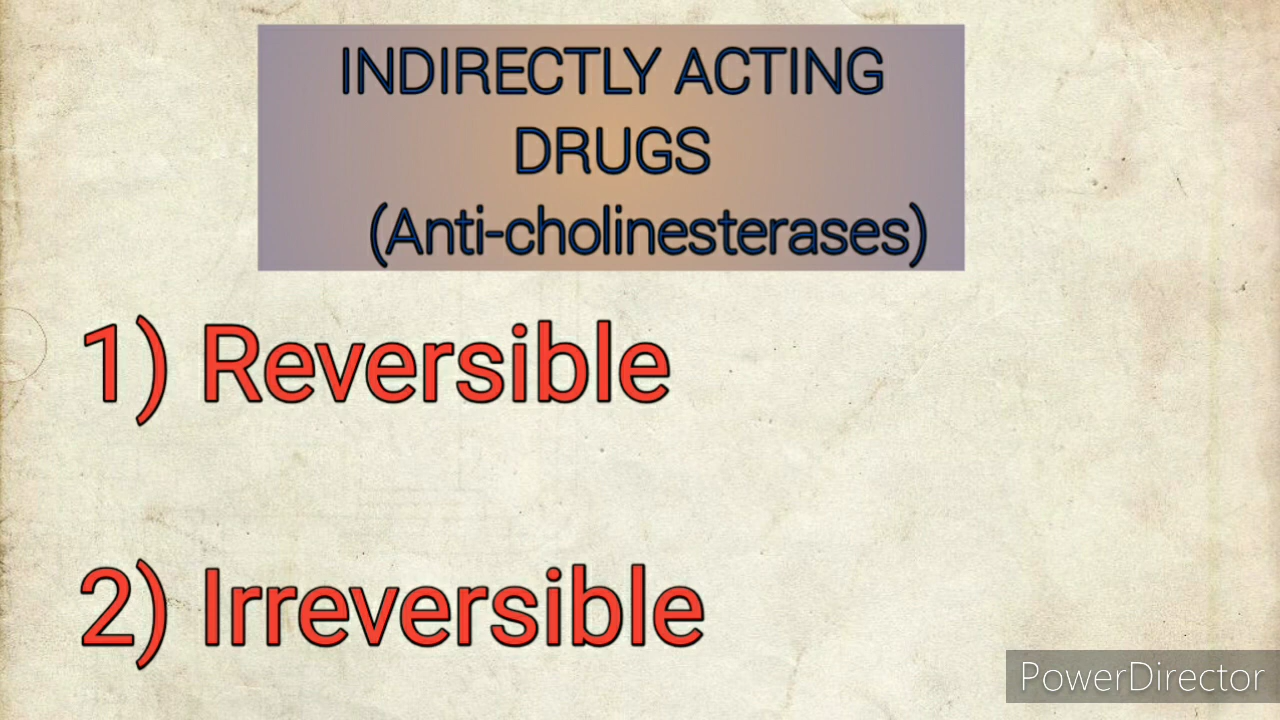 INDIRECTLY ACTING
DRUGS
(Anti-cholinesterases)
1) Reversible
2) Irreversible
PowerDirector